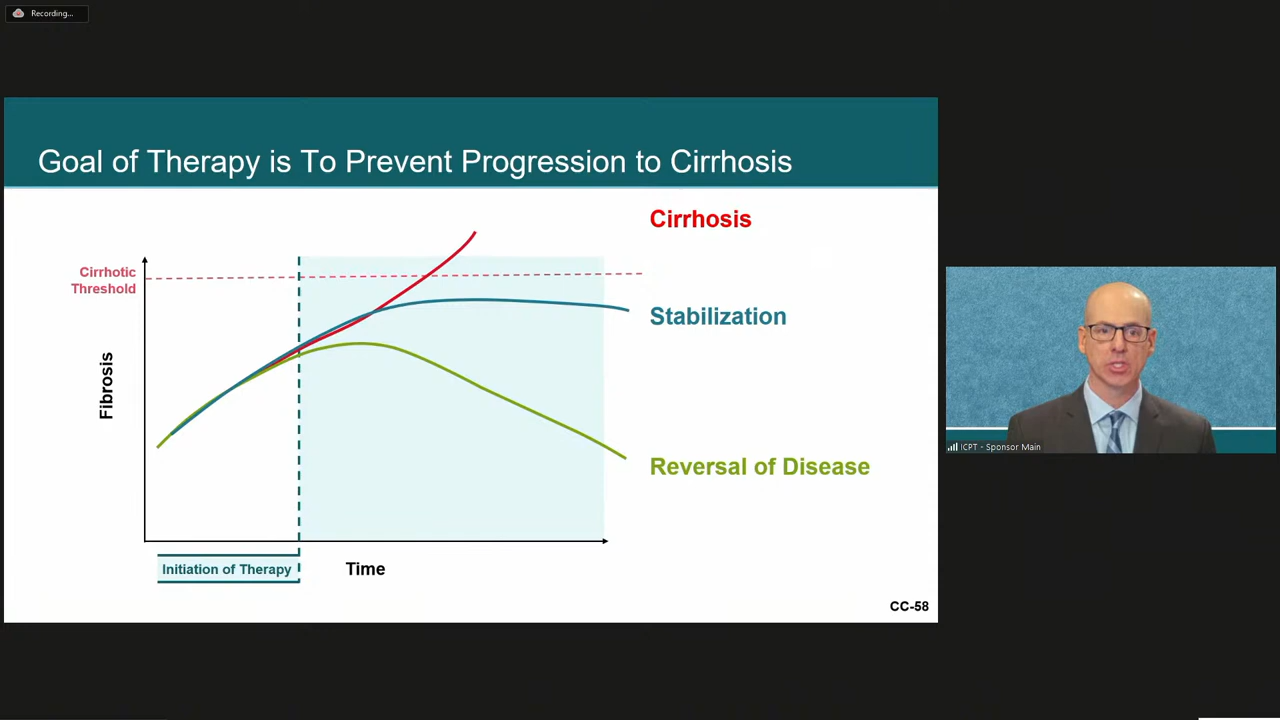 Recording...
Goal of Therapy is To Prevent Progression to Cirrhosis
Cirrhosis
Cirrhotic
Threshold
Stabilization
Fibrosis
Reversal of Disease
Initiation of Therapy
Time
CC-58
ICPT - Sponsor Main